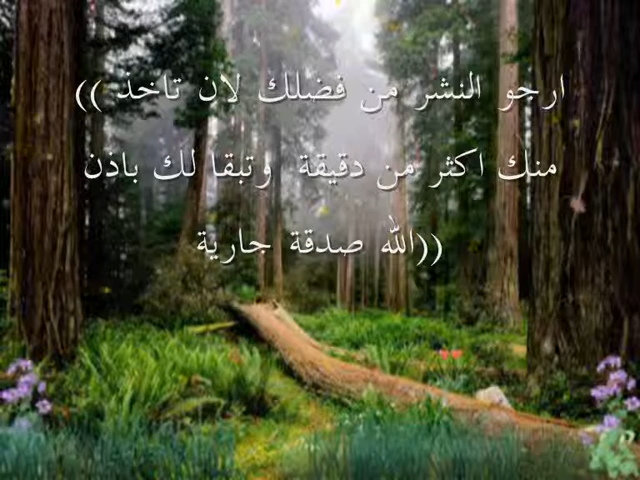 ارجو النشر من فضلك لان تاخذ ((
منك اكثر من دقيقة وتبقا لك باذن
((الله صدقة جارية